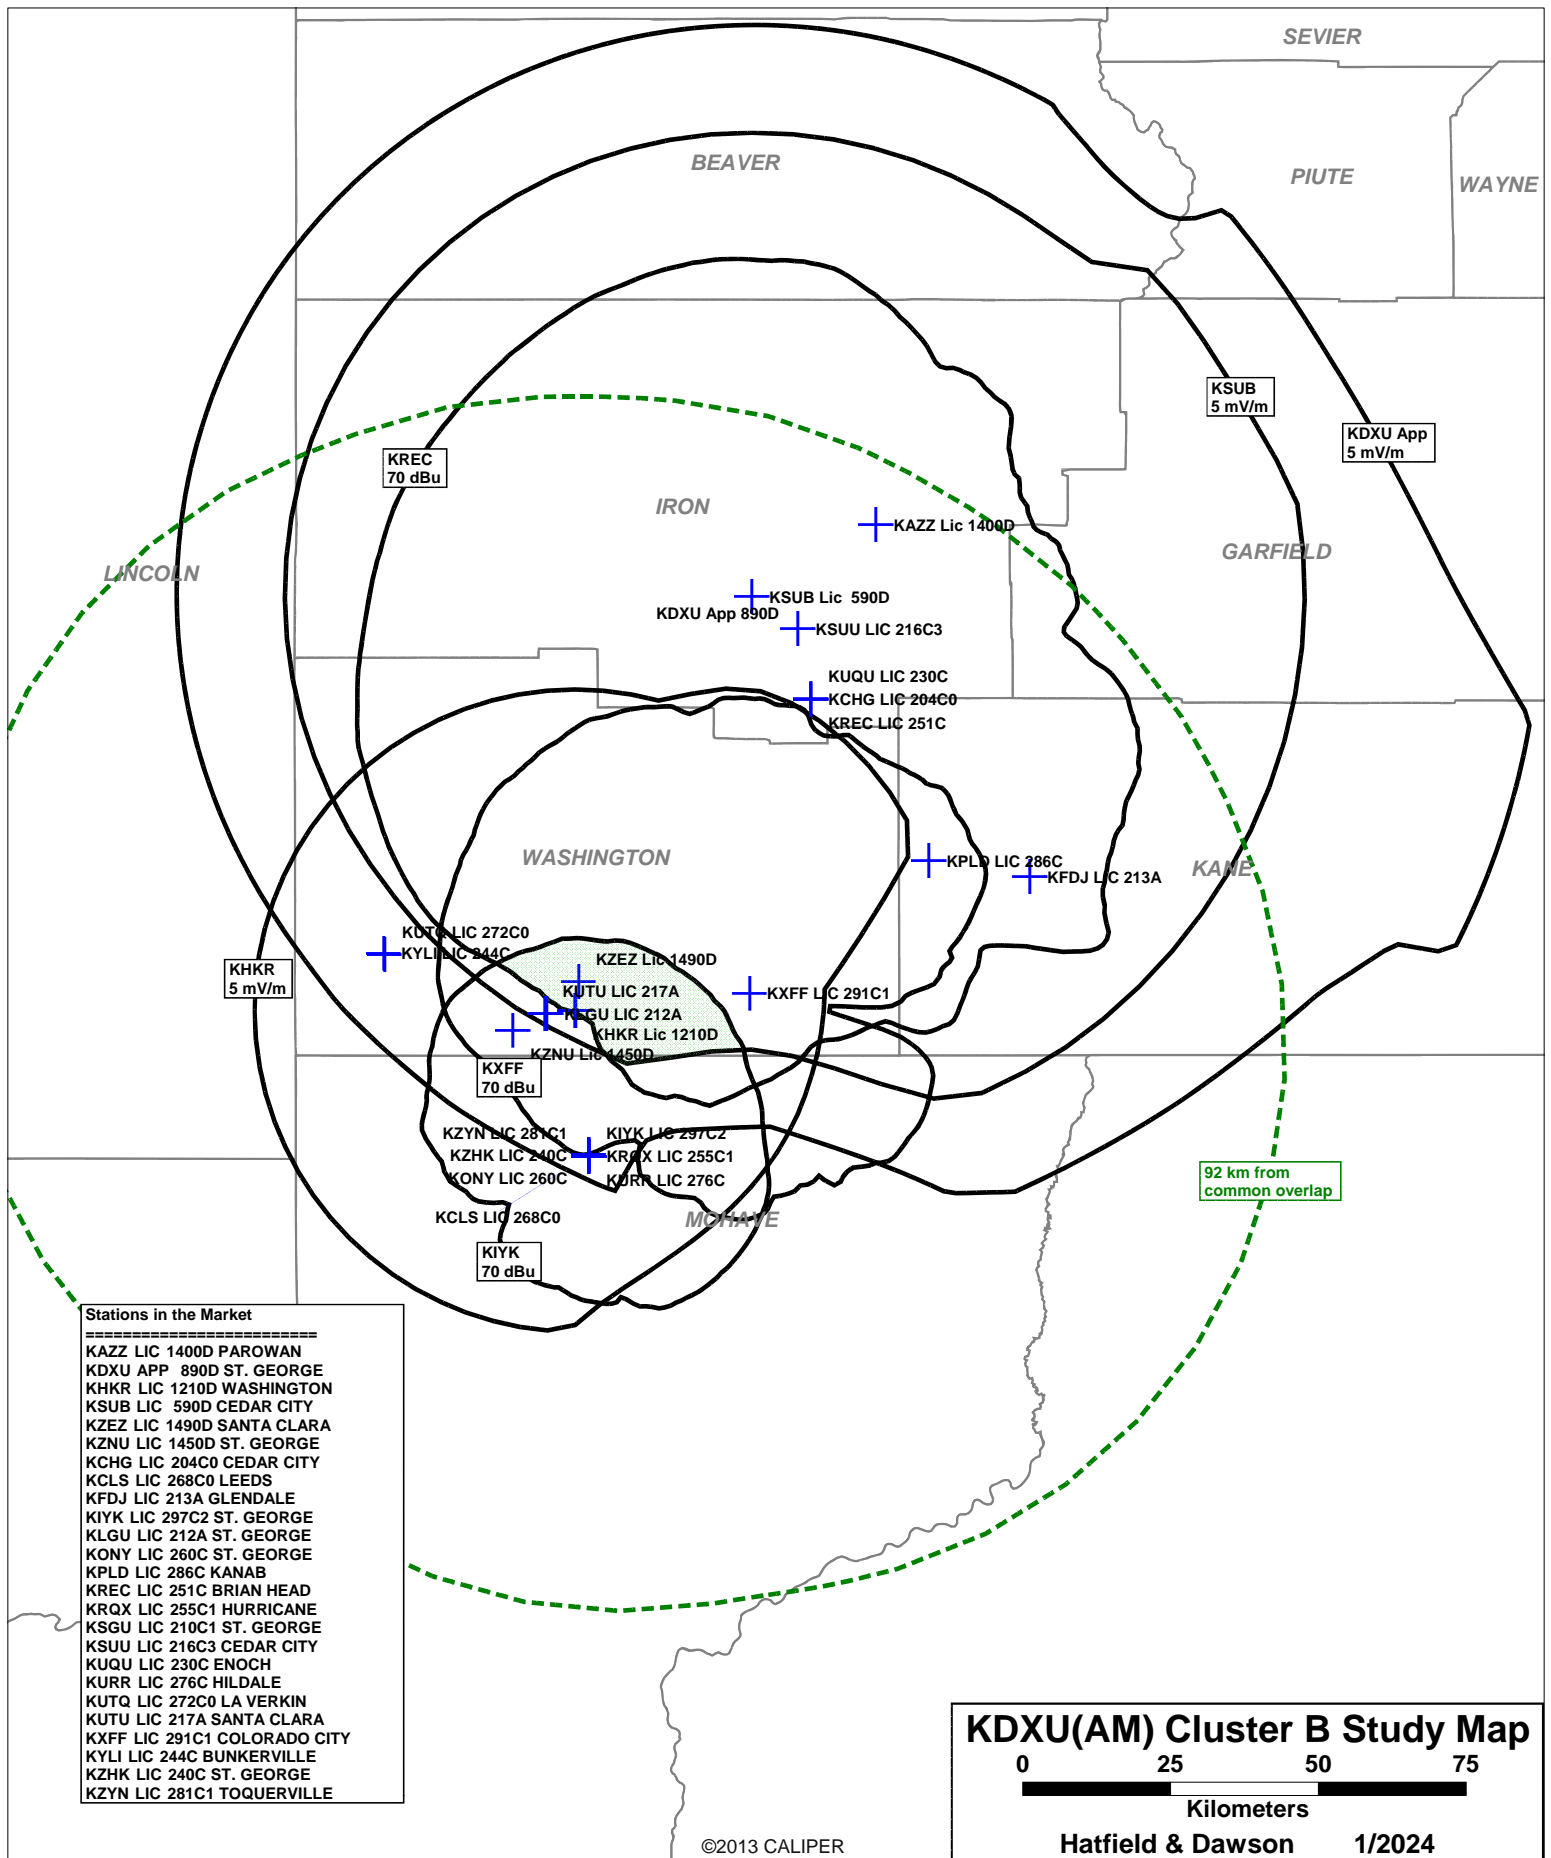 SEVIER
BEAVER
PIUTE
WAYNE
KSUB
5 mV/m
KDXU App
5 mV/m
KREC
70 dBu
IRON
KAZZ Lic 1400D
GARFIELD
LINCOLN
KSUB Lic  590D
KDXU App 890D
KSUU LIC 216C3
KUQU LIC 230C
KCHG LIC 204C0
KREC LIC 251C
WASHINGTON
KPLD LIC 286C
KFDJ LIC 213A
KANE
KUTQ LIC 272C0
KYLI LIC 244C
KZEZ Lic 1490D
KHKR
5 mV/m
KUTU LIC 217A
KXFF LIC 291C1
KLGU LIC 212A
KHKR Lic 1210D
KZNU Lic 1450D
KXFF
70 dBu
KZYN LIC 281C1
KIYK LIC 297C2
KZHK LIC 240C
KRQX LIC 255C1
KONY LIC 260C
KURR LIC 276C
92 km from
common overlap
KCLS LIC 268C0
MOHAVE
KIYK
70 dBu
Stations in the Market
=========================
KAZZ LIC 1400D PAROWAN
KDXU APP  890D ST. GEORGE
KHKR LIC 1210D WASHINGTON
KSUB LIC  590D CEDAR CITY
KZEZ LIC 1490D SANTA CLARA
KZNU LIC 1450D ST. GEORGE
KCHG LIC 204C0 CEDAR CITY
KCLS LIC 268C0 LEEDS
KFDJ LIC 213A GLENDALE
KIYK LIC 297C2 ST. GEORGE
KLGU LIC 212A ST. GEORGE
KONY LIC 260C ST. GEORGE
KPLD LIC 286C KANAB
KREC LIC 251C BRIAN HEAD
KRQX LIC 255C1 HURRICANE
KSGU LIC 210C1 ST. GEORGE
KSUU LIC 216C3 CEDAR CITY
KUQU LIC 230C ENOCH
KURR LIC 276C HILDALE
KUTQ LIC 272C0 LA VERKIN
KUTU LIC 217A SANTA CLARA
KXFF LIC 291C1 COLORADO CITY
KYLI LIC 244C BUNKERVILLE
KZHK LIC 240C ST. GEORGE
KZYN LIC 281C1 TOQUERVILLE
KDXU(AM) Cluster B Study Map
0 25 50 75
Kilometers
Hatfield & Dawson 1/2024
©2013 CALIPER